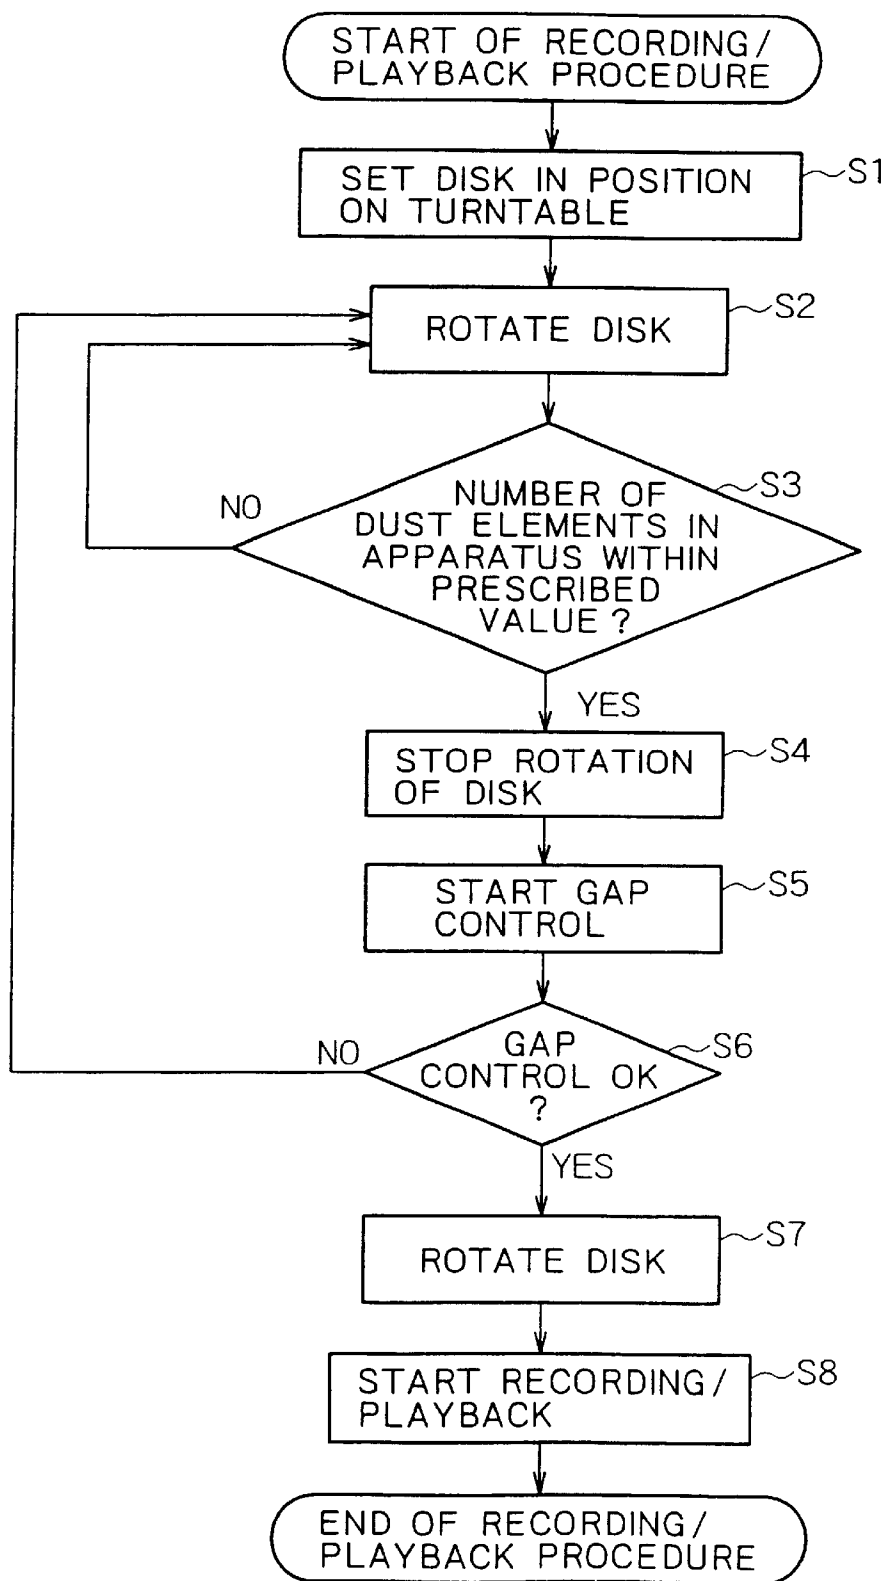 START OF RECORDING/
PLAYBACK PROCEDURE
S1
SET DISK IN POSITION
ON TURNTABLE
S2
ROTATE DISK
S3
NO
NUMBER OF
DUST ELEMENTS IN
APPARATUS WITHIN
PRESCRIBED
VALUE ?
YES
S4
STOP ROTATION
OF DISK
S5
START GAP
CONTROL
S6
NO
GAP
CONTROL OK
?
YES
S7
ROTATE DISK
S8
START RECORDING/
PLAYBACK
END OF RECORDING/
PLAYBACK PROCEDURE